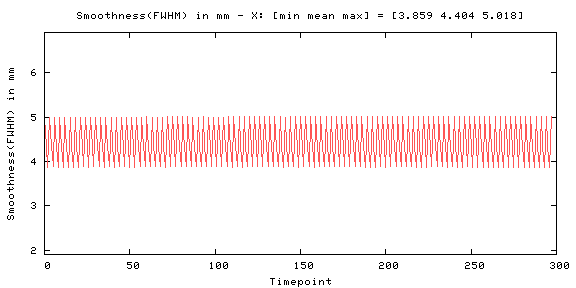 Smoothness(FWHM) in mm - X: [min mean max] = [3.859 4.404 5.018]
Smoothness(FWHM) in mm
6
5
4
3
2
0 50 100 150 200 250 300
Timepoint